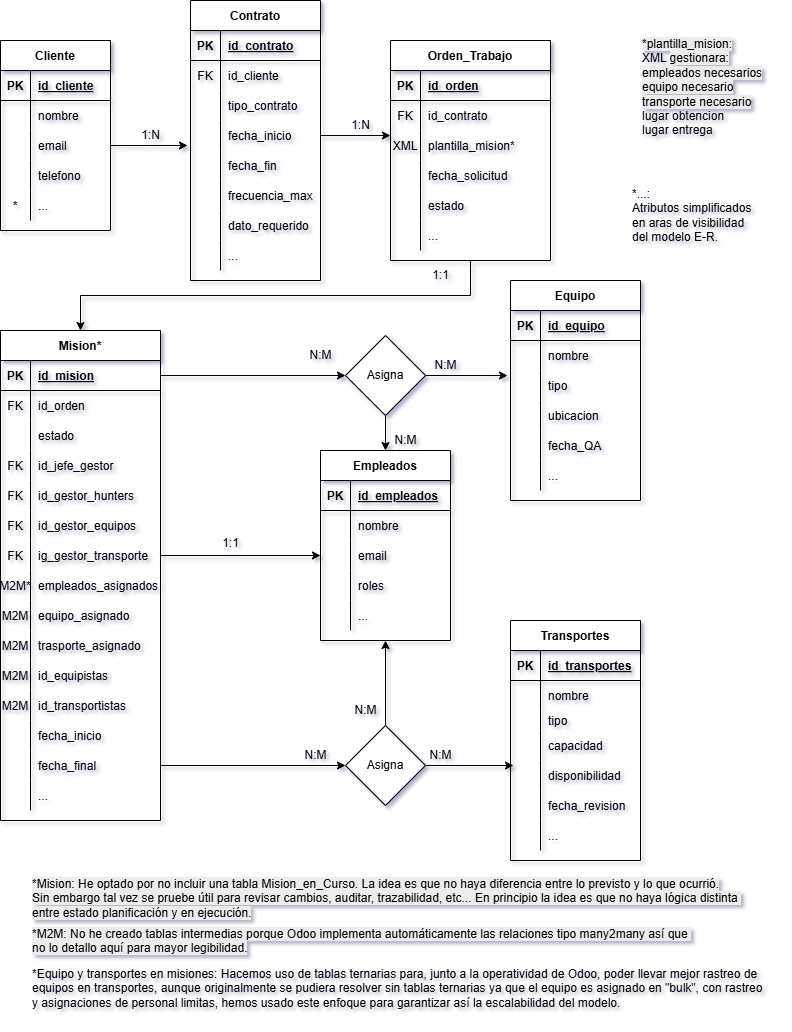 Cliente
PK id_cliente
nombre
email
telefono
* ...
1:N
Contrato
PK id_contrato
FK id_cliente
tipo_contrato
fecha_inicio
fecha_fin
frecuencia_max
dato_requerido
...
1:N
Orden_Trabajo
PK id_orden
FK id_contrato
XML plantilla_mision*
fecha_solicitud
estado
...
1:1
*plantilla_mision:
XML gestionara:
empleados necesarios
equipo necesario
transporte necesario
lugar obtencion
lugar entrega
*...:
Atributos simplificados
en aras de visibilidad
del modelo E-R.
Mision*
PK id_mision
FK id_orden
estado
FK id_jefe_gestor
FK id_gestor_hunters
FK id_gestor_equipos
FK ig_gestor_transporte
M2M* empleados_asignados
M2M equipo_asignado
M2M trasporte_asignado
M2M id_equipistas
M2M id_transportistas
fecha_inicio
fecha_final
...
N:M
Asigna
N:M
N:M
Equipo
PK id_equipo
nombre
tipo
ubicacion
fecha_QA
...
1:1
Empleados
PK id_empleados
nombre
email
roles
...
N:M
N:M
Asigna
N:M
Transportes
PK id_transportes
nombre
tipo
capacidad
disponibilidad
fecha_revision
...
*Mision: He optado por no incluir una tabla Mision_en_Curso. La idea es que no haya diferencia entre lo previsto y lo que ocurrió.
Sin embargo tal vez se pruebe útil para revisar cambios, auditar, trazabilidad, etc... En principio la idea es que no haya lógica distinta
entre estado planificación y en ejecución.
*M2M: No he creado tablas intermedias porque Odoo implementa automáticamente las relaciones tipo many2many así que
no lo detallo aquí para mayor legibilidad.
*Equipo y transportes en misiones: Hacemos uso de tablas ternarias para, junto a la operatividad de Odoo, poder llevar mejor rastreo de
equipos en transportes, aunque originalmente se pudiera resolver sin tablas ternarias ya que el equipo es asignado en "bulk", con rastreo
y asignaciones de personal limitas, hemos usado este enfoque para garantizar así la escalabilidad del modelo.